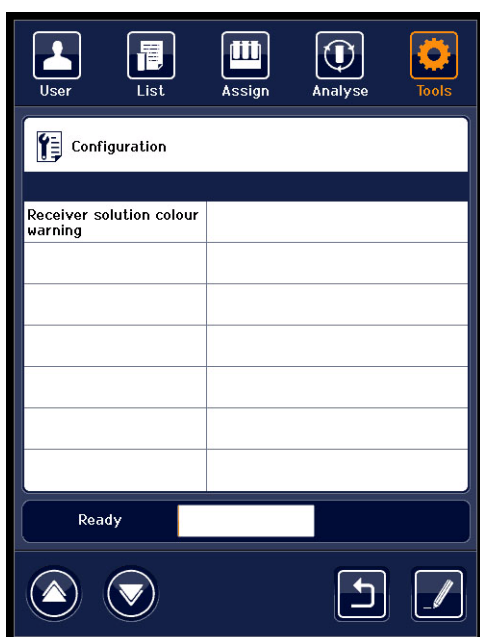 User List Assign Analyse Tools
Configuration
Receiver solution colour
warning
Ready